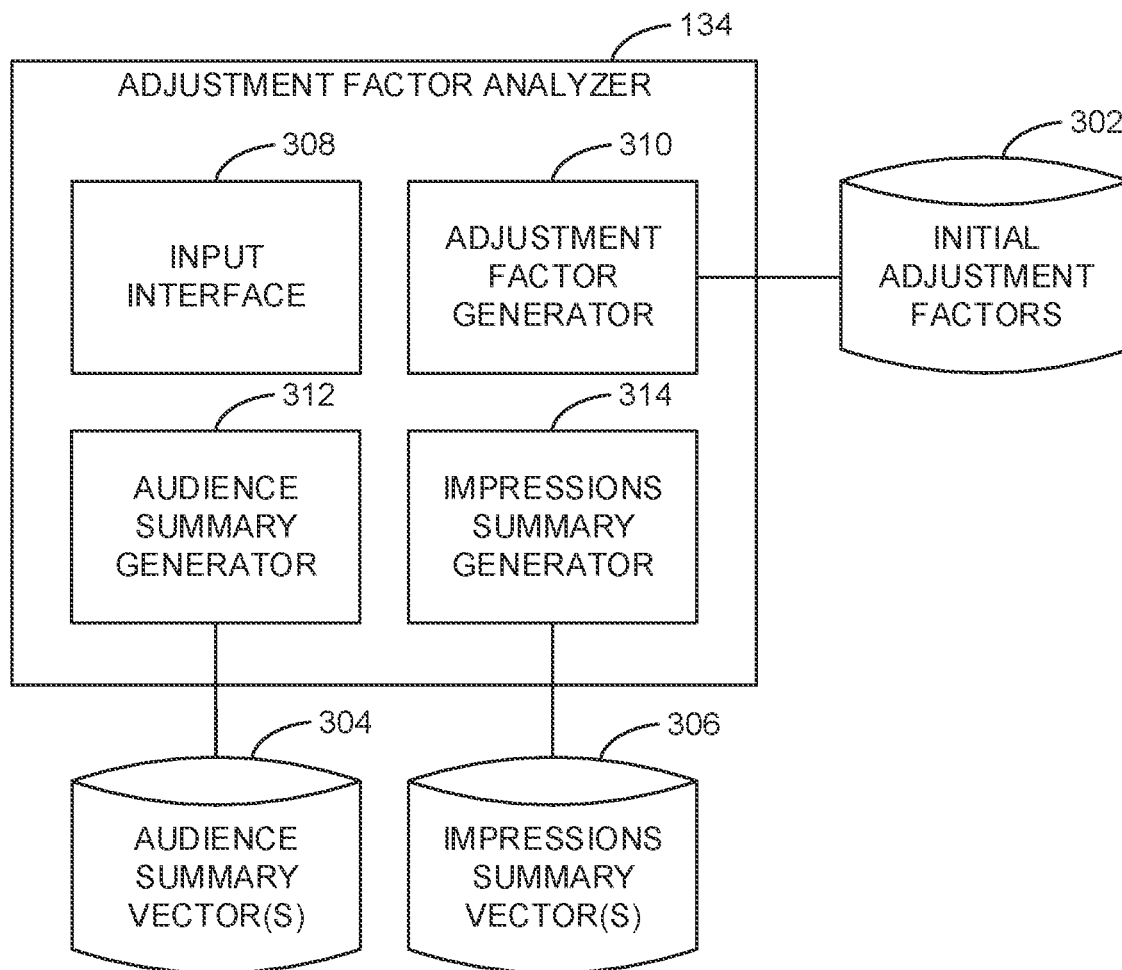 134
ADJUSTMENT FACTOR ANALYZER
308
310
302
INPUT
INTERFACE
ADJUSTMENT
FACTOR
GENERATOR
INITIAL
ADJUSTMENT
FACTORS
312
314
AUDIENCE
SUMMARY
GENERATOR
IMPRESSIONS
SUMMARY
GENERATOR
304
306
AUDIENCE
SUMMARY
VECTOR(S)
IMPRESSIONS
SUMMARY
VECTOR(S)